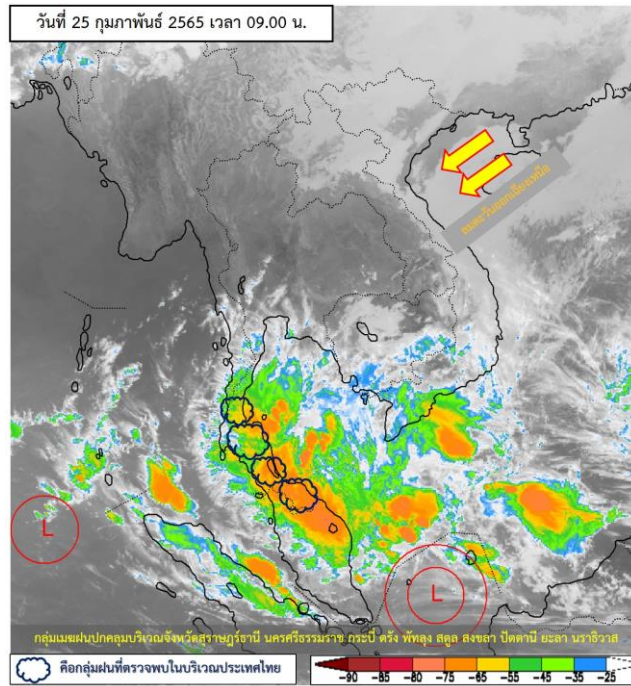 วันที่ 25 กุมภาพันธ์ 2565 เวลา 09.00 น.
ลมตะวันออกเฉียงเหนือ
L
L
กลุ่มเมฆฝนปกคลุมบริเวณจังหวัดสุราษฎร์ธานี นครศรีธรรมราช กระบี่ ตรัง พัทลุง สตูล สงขลา ปัตตานี ยะลา นราธิวาส
คือกลุ่มฝนที่ตรวจพบในบริเวณประเทศไทย
-90 -85 -80 -75 -65 -55 -45 -35 -25